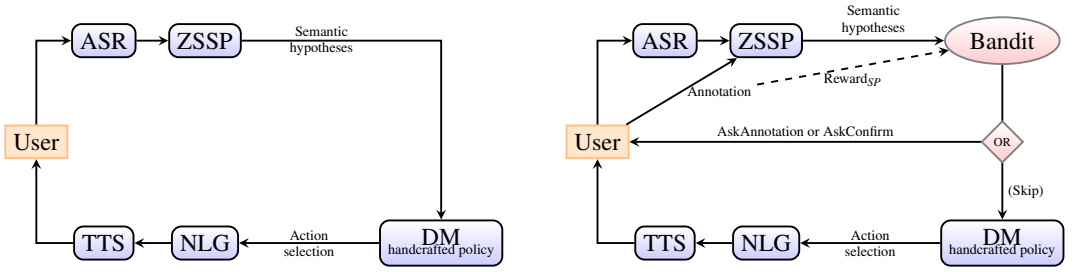 ASR
ZSSP
Semantic
hypotheses
User
TTS
NLG
Action
selection
DM
handcrafted policy
ASR
ZSSP
Semantic
hypotheses
Bandit
Annotation
Reward_SP
User
AskAnnotation or AskConfirm
OR
(Skip)
TTS
NLG
Action
selection
DM
handcrafted policy